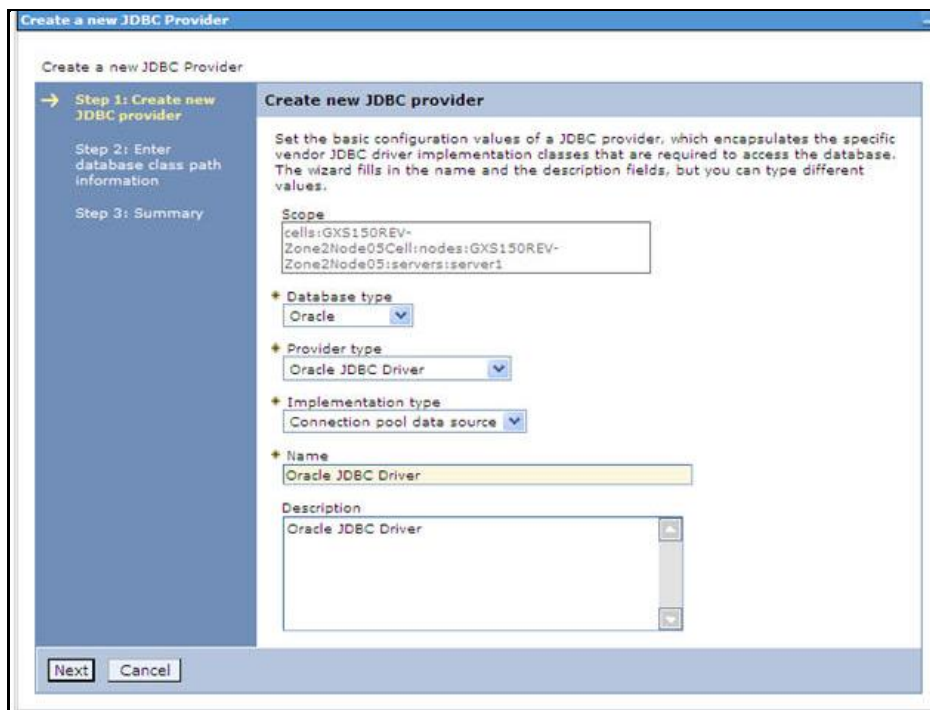 Create a new JDBC Provider
Create a new JDBC Provider
Step 1: Create new
JDBC provider
Step 2: Enter
database class path
information
Step 3: Summary
Create new JDBC provider
Set the basic configuration values of a JDBC provider, which encapsulates the specific
vendor JDBC driver implementation classes that are required to access the database.
The wizard fills in the name and the description fields, but you can type different
values.
Scope
cells:GXS150REV-
Zone2Node05Cell:nodes:GXS150REV-
Zone2Node05:servers:server1
Database type
Oracle
Provider type
Oracle JDBC Driver
Implementation type
Connection pool data source
Name
Oracle JDBC Driver
Description
Oracle JDBC Driver
Next Cancel